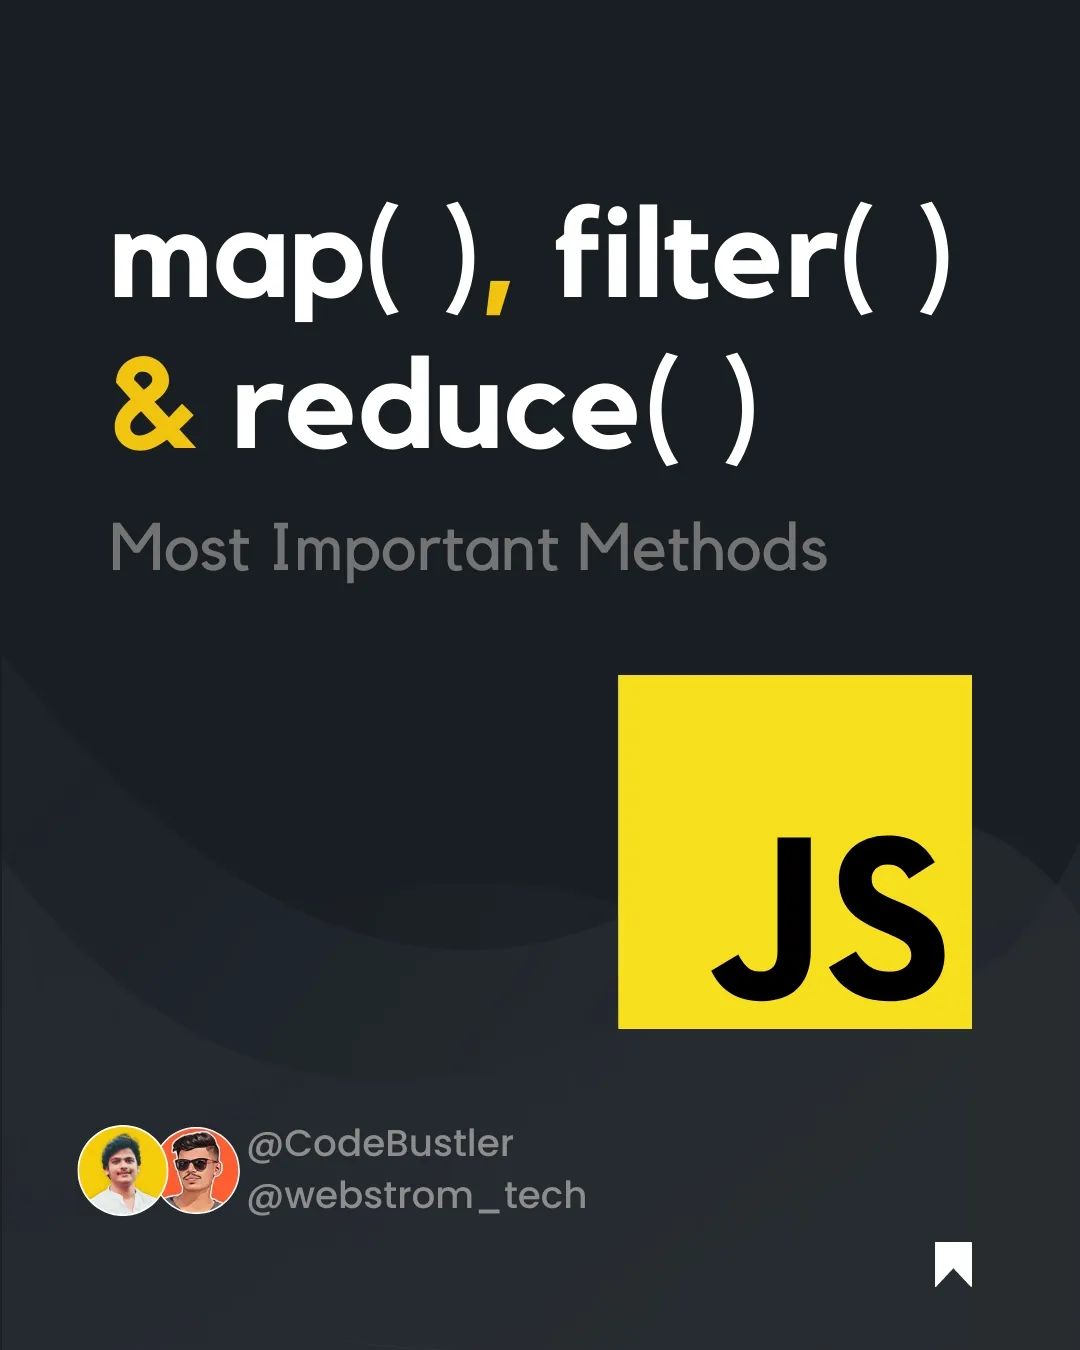 map( ), filter( )
& reduce( )
Most Important Methods
JS
@CodeBustler
@webstrom_tech